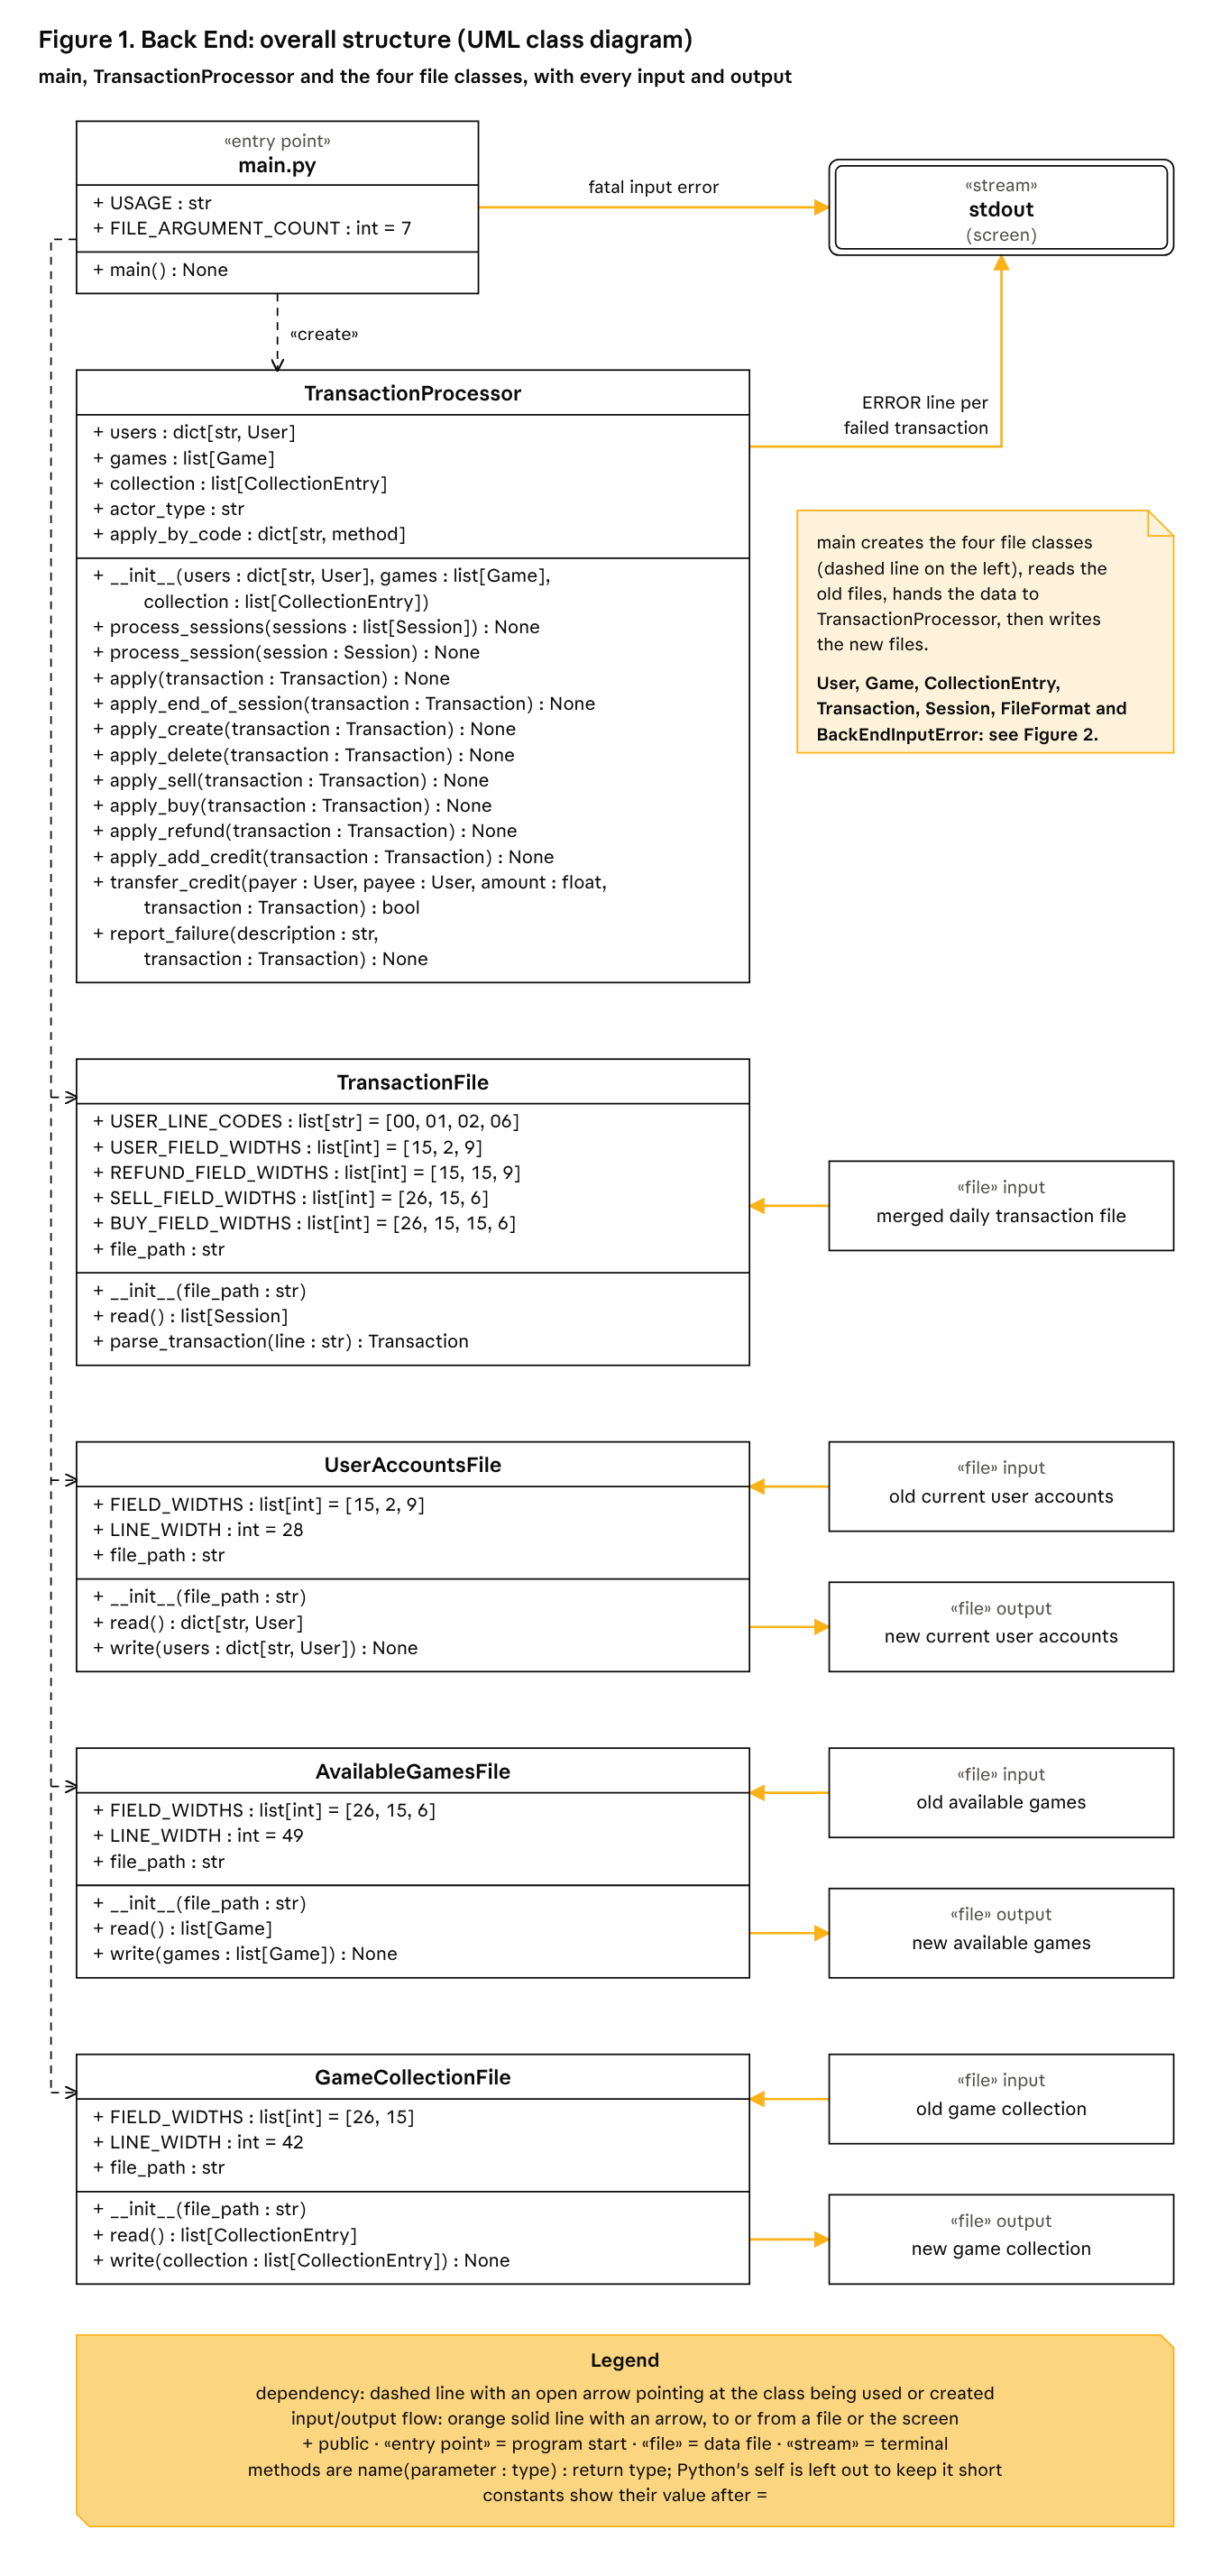 Figure 1. Back End: overall structure (UML class diagram)
main, TransactionProcessor and the four file classes, with every input and output
«entry point»
main.py
+ USAGE : str
+ FILE_ARGUMENT_COUNT : int = 7
+ main() : None
fatal input error
«stream»
stdout
(screen)
«create»
TransactionProcessor
+ users : dict[str, User]
+ games : list[Game]
+ collection : list[CollectionEntry]
+ actor_type : str
+ apply_by_code : dict[str, method]
+ __init__(users : dict[str, User], games : list[Game],
collection : list[CollectionEntry])
+ process_sessions(sessions : list[Session]) : None
+ process_session(session : Session) : None
+ apply(transaction : Transaction) : None
+ apply_end_of_session(transaction : Transaction) : None
+ apply_create(transaction : Transaction) : None
+ apply_delete(transaction : Transaction) : None
+ apply_sell(transaction : Transaction) : None
+ apply_buy(transaction : Transaction) : None
+ apply_refund(transaction : Transaction) : None
+ apply_add_credit(transaction : Transaction) : None
+ transfer_credit(payer : User, payee : User, amount : float,
transaction : Transaction) : bool
+ report_failure(description : str,
transaction : Transaction) : None
ERROR line per
failed transaction
main creates the four file classes
(dashed line on the left), reads the
old files, hands the data to
TransactionProcessor, then writes
the new files.
User, Game, CollectionEntry,
Transaction, Session, FileFormat and
BackEndInputError: see Figure 2.
TransactionFile
+ USER_LINE_CODES : list[str] = [00, 01, 02, 06]
+ USER_FIELD_WIDTHS : list[int] = [15, 2, 9]
+ REFUND_FIELD_WIDTHS : list[int] = [15, 15, 9]
+ SELL_FIELD_WIDTHS : list[int] = [26, 15, 6]
+ BUY_FIELD_WIDTHS : list[int] = [26, 15, 15, 6]
+ file_path : str
+ __init__(file_path : str)
+ read() : list[Session]
+ parse_transaction(line : str) : Transaction
«file» input
merged daily transaction file
UserAccountsFile
+ FIELD_WIDTHS : list[int] = [15, 2, 9]
+ LINE_WIDTH : int = 28
+ file_path : str
+ __init__(file_path : str)
+ read() : dict[str, User]
+ write(users : dict[str, User]) : None
«file» input
old current user accounts
«file» output
new current user accounts
AvailableGamesFile
+ FIELD_WIDTHS : list[int] = [26, 15, 6]
+ LINE_WIDTH : int = 49
+ file_path : str
+ __init__(file_path : str)
+ read() : list[Game]
+ write(games : list[Game]) : None
«file» input
old available games
«file» output
new available games
GameCollectionFile
+ FIELD_WIDTHS : list[int] = [26, 15]
+ LINE_WIDTH : int = 42
+ file_path : str
+ __init__(file_path : str)
+ read() : list[CollectionEntry]
+ write(collection : list[CollectionEntry]) : None
«file» input
old game collection
«file» output
new game collection
Legend
dependency: dashed line with an open arrow pointing at the class being used or created
input/output flow: orange solid line with an arrow, to or from a file or the screen
+ public · «entry point» = program start · «file» = data file · «stream» = terminal
methods are name(parameter : type) : return type; Python's self is left out to keep it short
constants show their value after =